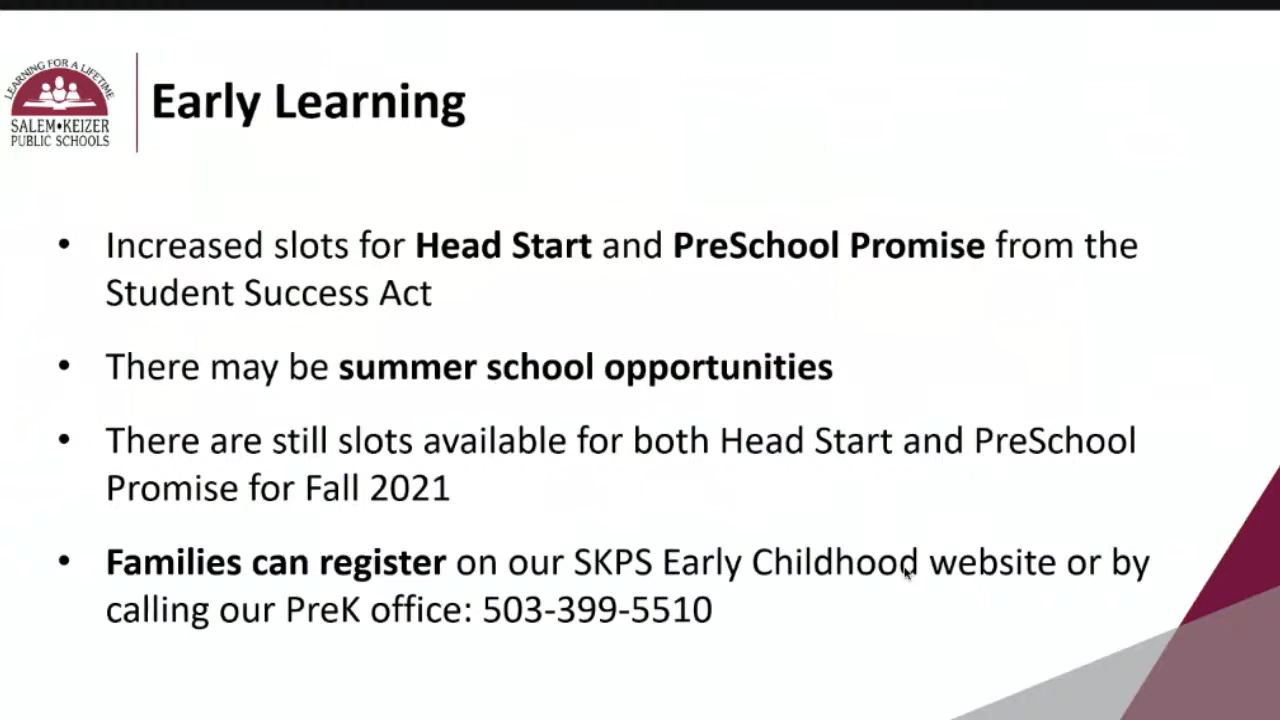 LEARNING FOR A LIFETIME
SALEM•KEIZER
PUBLIC SCHOOLS
Early Learning
• Increased slots for Head Start and PreSchool Promise from the
Student Success Act
• There may be summer school opportunities
• There are still slots available for both Head Start and PreSchool
Promise for Fall 2021
• Families can register on our SKPS Early Childhood website or by
calling our PreK office: 503-399-5510